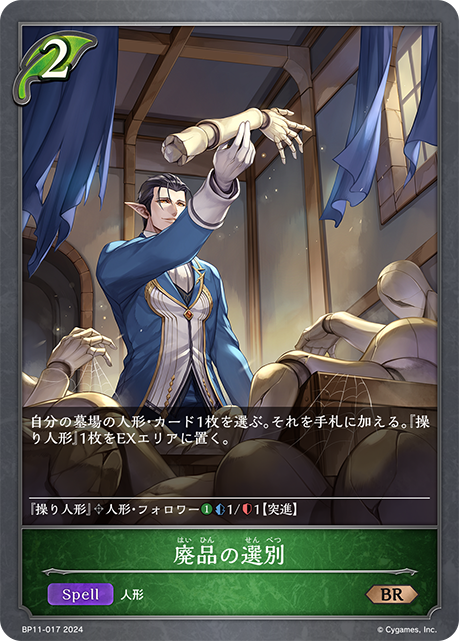 2
自分の墓場の人形・カード1枚を選ぶ。それを手札に加える。『操
り人形』1枚をEXエリアに置く。
『操り人形』人形・フォロワー1 1/1【突進】
はいひん せんべつ
廃品の選別
Spell 人形 BR
BP11-017 2024 © Cygames, Inc.